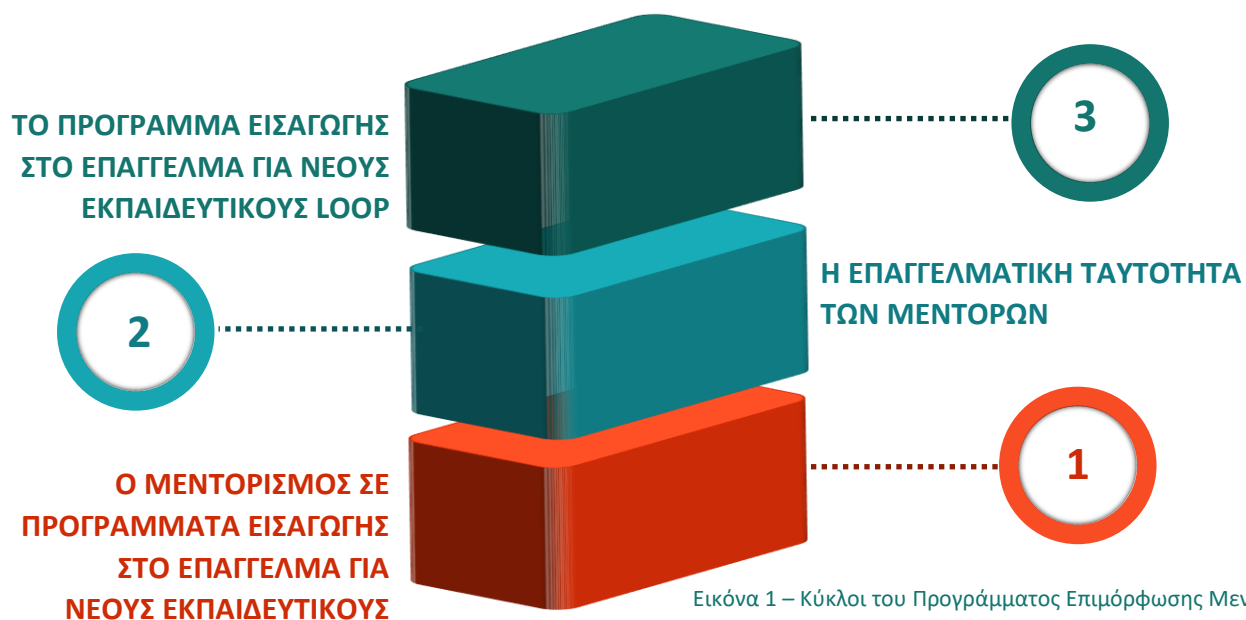 ΤΟ ΠΡΟΓΡΑΜΜΑ ΕΙΣΑΓΩΓΗΣ
ΣΤΟ ΕΠΑΓΓΕΛΜΑ ΓΙΑ ΝΕΟΥΣ
ΕΚΠΑΙΔΕΥΤΙΚΟΥΣ LOOP
3
2
Η ΕΠΑΓΓΕΛΜΑΤΙΚΗ ΤΑΥΤΟΤΗΤΑ
ΤΩΝ ΜΕΝΤΟΡΩΝ
Ο ΜΕΝΤΟΡΙΣΜΟΣ ΣΕ
ΠΡΟΓΡΑΜΜΑΤΑ ΕΙΣΑΓΩΓΗΣ
ΣΤΟ ΕΠΑΓΓΕΛΜΑ ΓΙΑ
ΝΕΟΥΣ ΕΚΠΑΙΔΕΥΤΙΚΟΥΣ
1
Εικόνα 1 – Κύκλοι του Προγράμματος Επιμόρφωσης